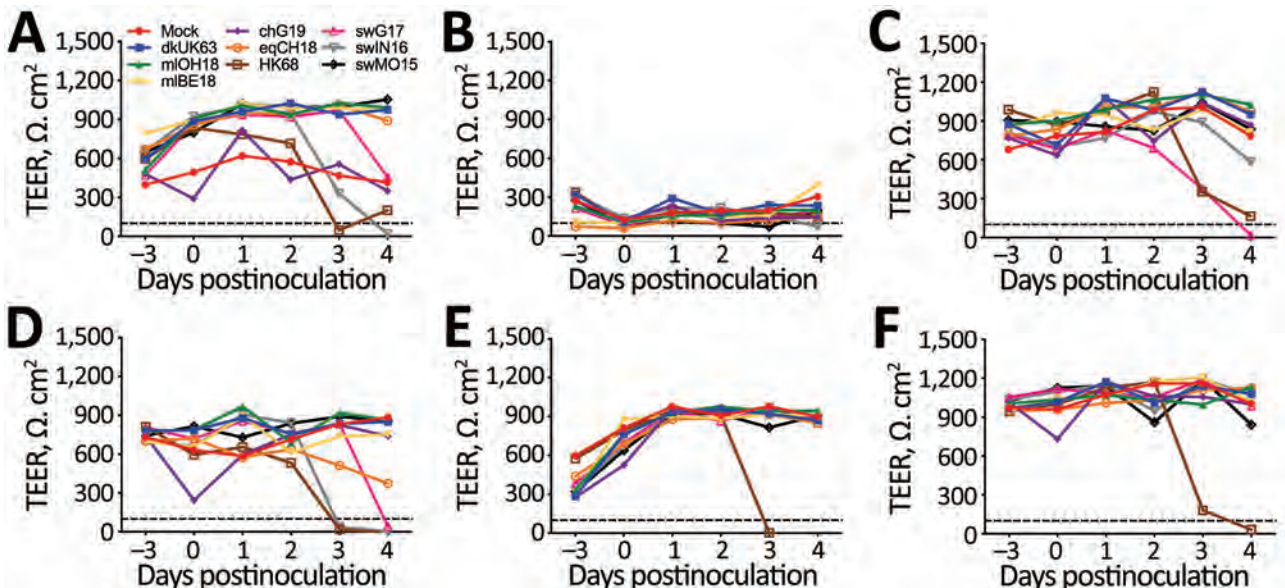 A
TEER, Ω. cm²
1,500
1,200
900
600
300
0
Mock
dkUK63
mlOH18
mlBE18
chG19
eqCH18
HK68
swG17
swIN16
swMO15
−3 0 1 2 3 4
Days postinoculation
B
TEER, Ω. cm²
1,500
1,200
900
600
300
0
−3 0 1 2 3 4
Days postinoculation
C
TEER, Ω. cm²
1,500
1,200
900
600
300
0
−3 0 1 2 3 4
Days postinoculation
D
TEER, Ω. cm²
1,500
1,200
900
600
300
0
−3 0 1 2 3 4
Days postinoculation
E
TEER, Ω. cm²
1,500
1,200
900
600
300
0
−3 0 1 2 3 4
Days postinoculation
F
TEER, Ω. cm²
1,500
1,200
900
600
300
0
−3 0 1 2 3 4
Days postinoculation